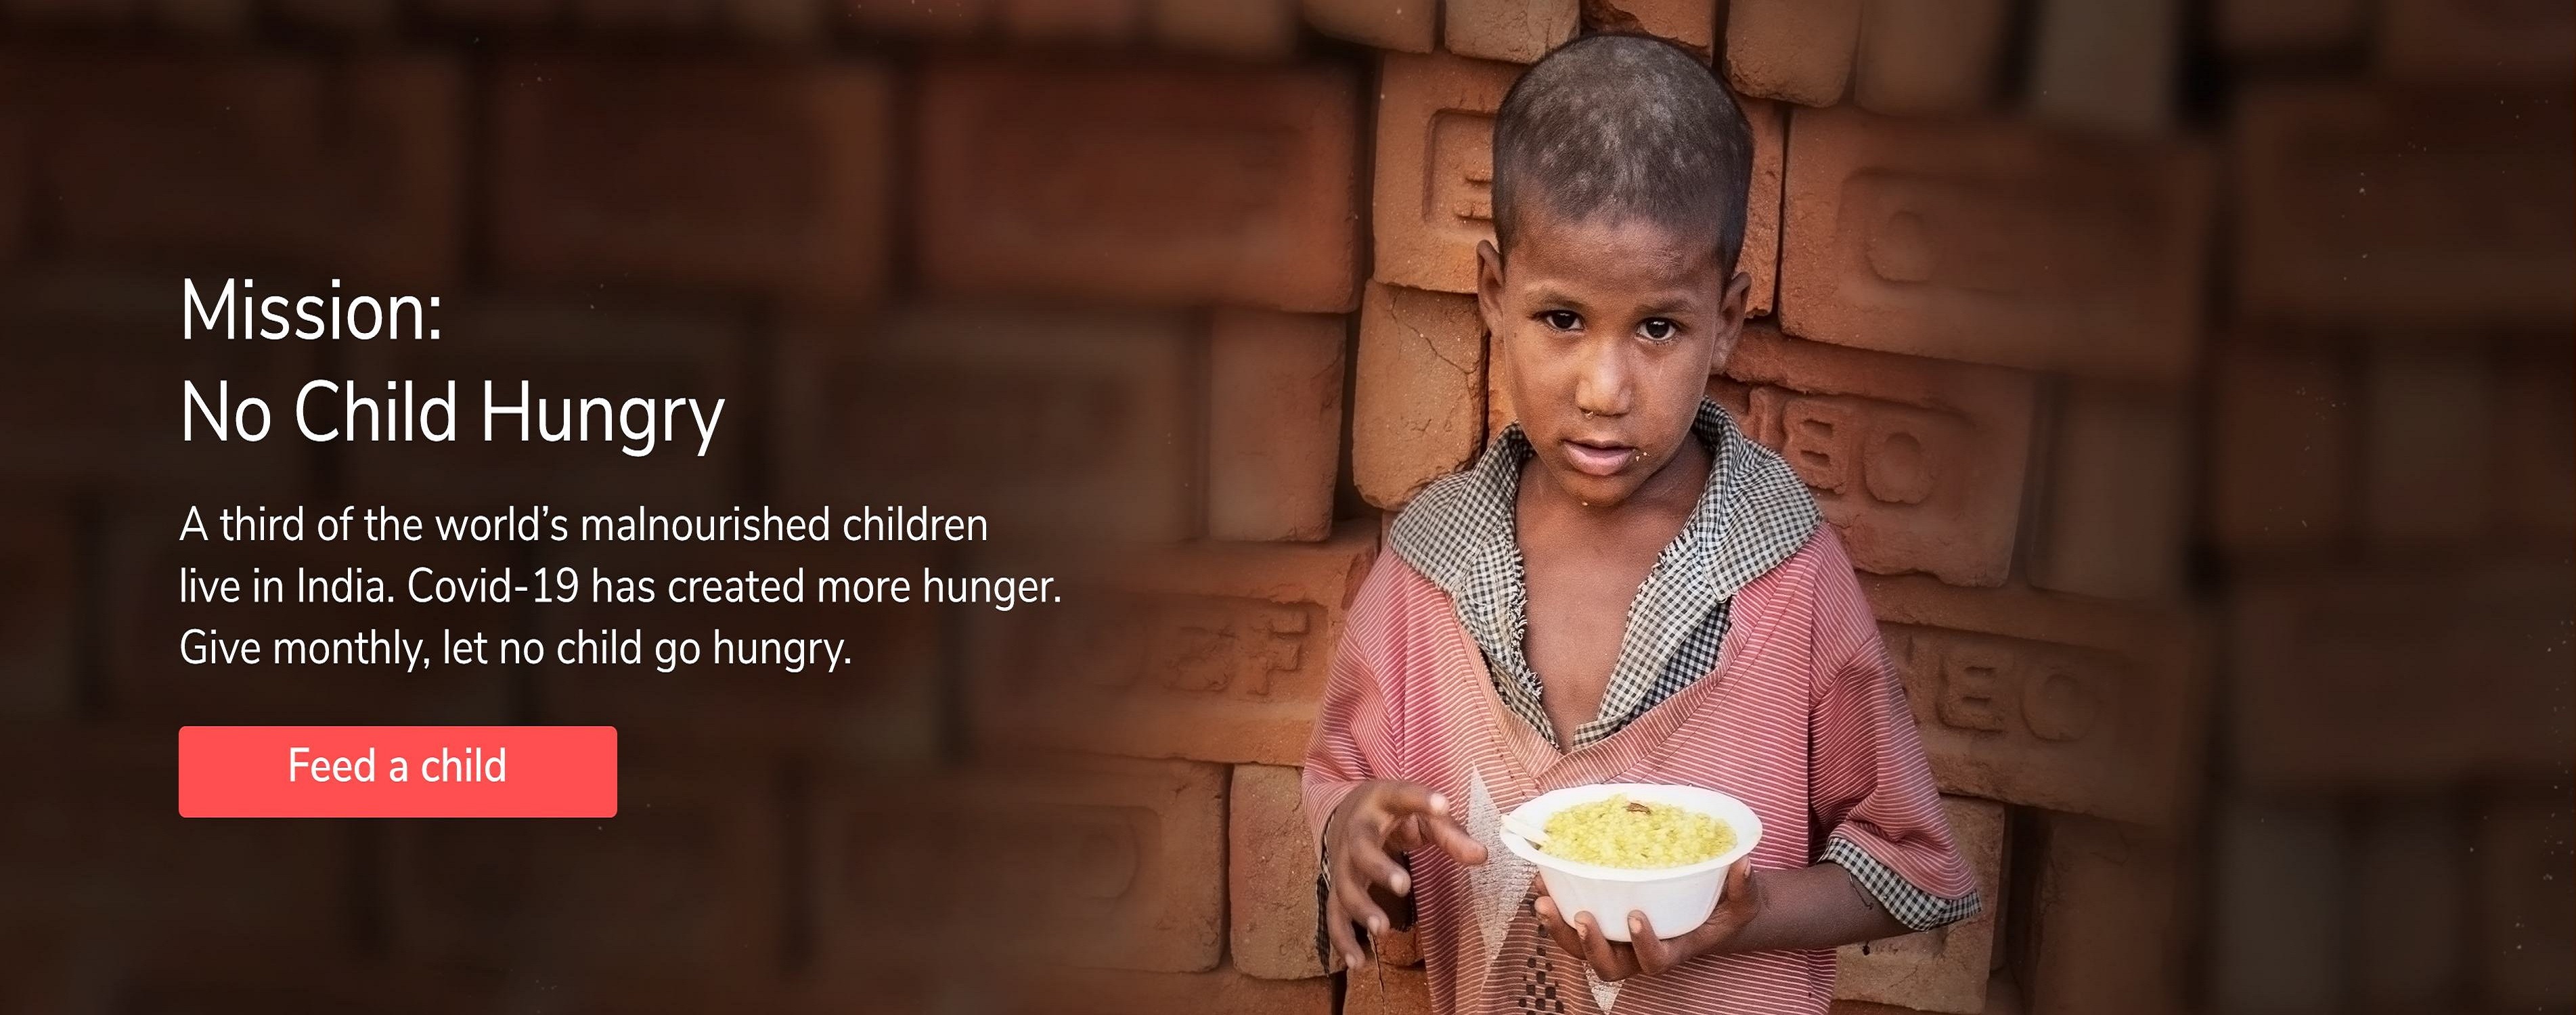 Mission:
No Child Hungry
A third of the world’s malnourished children
live in India. Covid-19 has created more hunger.
Give monthly, let no child go hungry.
Feed a child